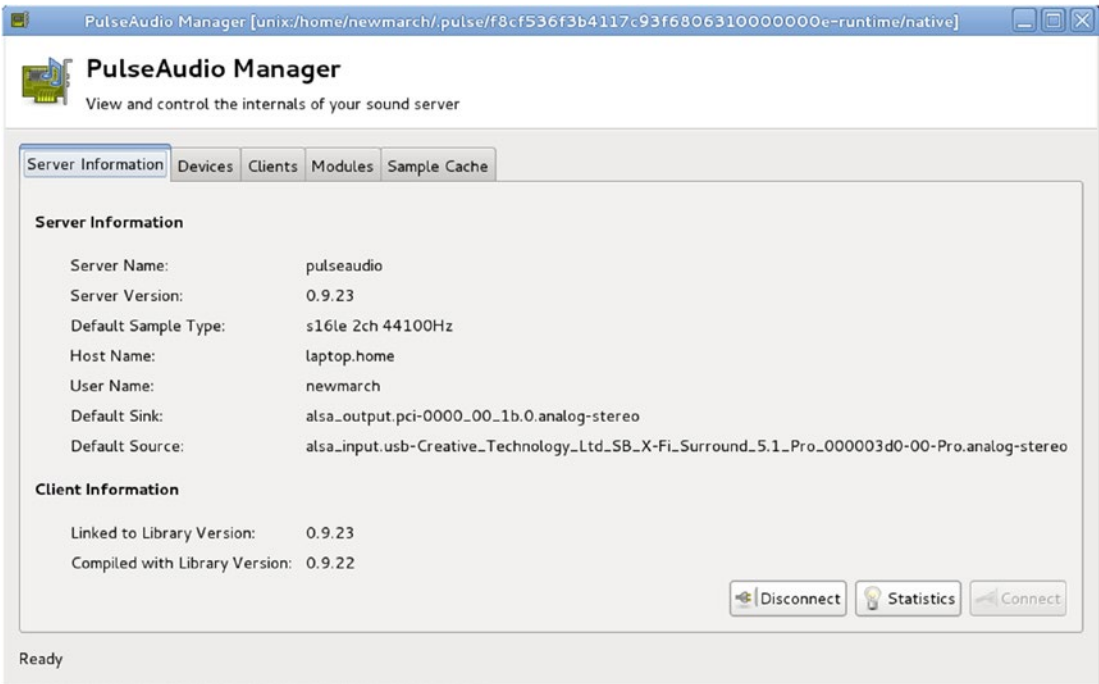 PulseAudio Manager [unix:/home/newmarch/.pulse/f8cf536f3b4117c93f6806310000000e-runtime/native]
PulseAudio Manager
View and control the internals of your sound server
Server Information Devices Clients Modules Sample Cache
Server Information
Server Name: pulseaudio
Server Version: 0.9.23
Default Sample Type: s16le 2ch 44100Hz
Host Name: laptop.home
User Name: newmarch
Default Sink: alsa_output.pci-0000_00_1b.0.analog-stereo
Default Source: alsa_input.usb-Creative_Technology_Ltd_SB_X-Fi_Surround_5.1_Pro_000003d0-00-Pro.analog-stereo
Client Information
Linked to Library Version: 0.9.23
Compiled with Library Version: 0.9.22
Disconnect Statistics Connect
Ready